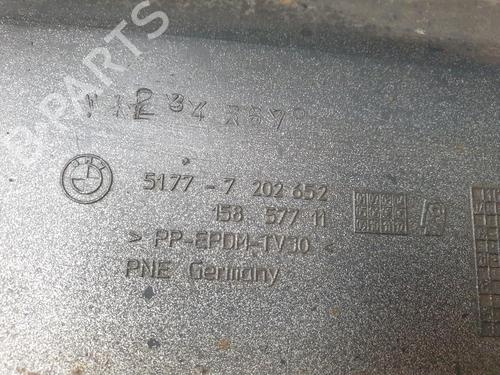 B-PARTS
5177 - 7 202 652
158 577 11
> PP-EPDM-TV30 <
PNE Germany